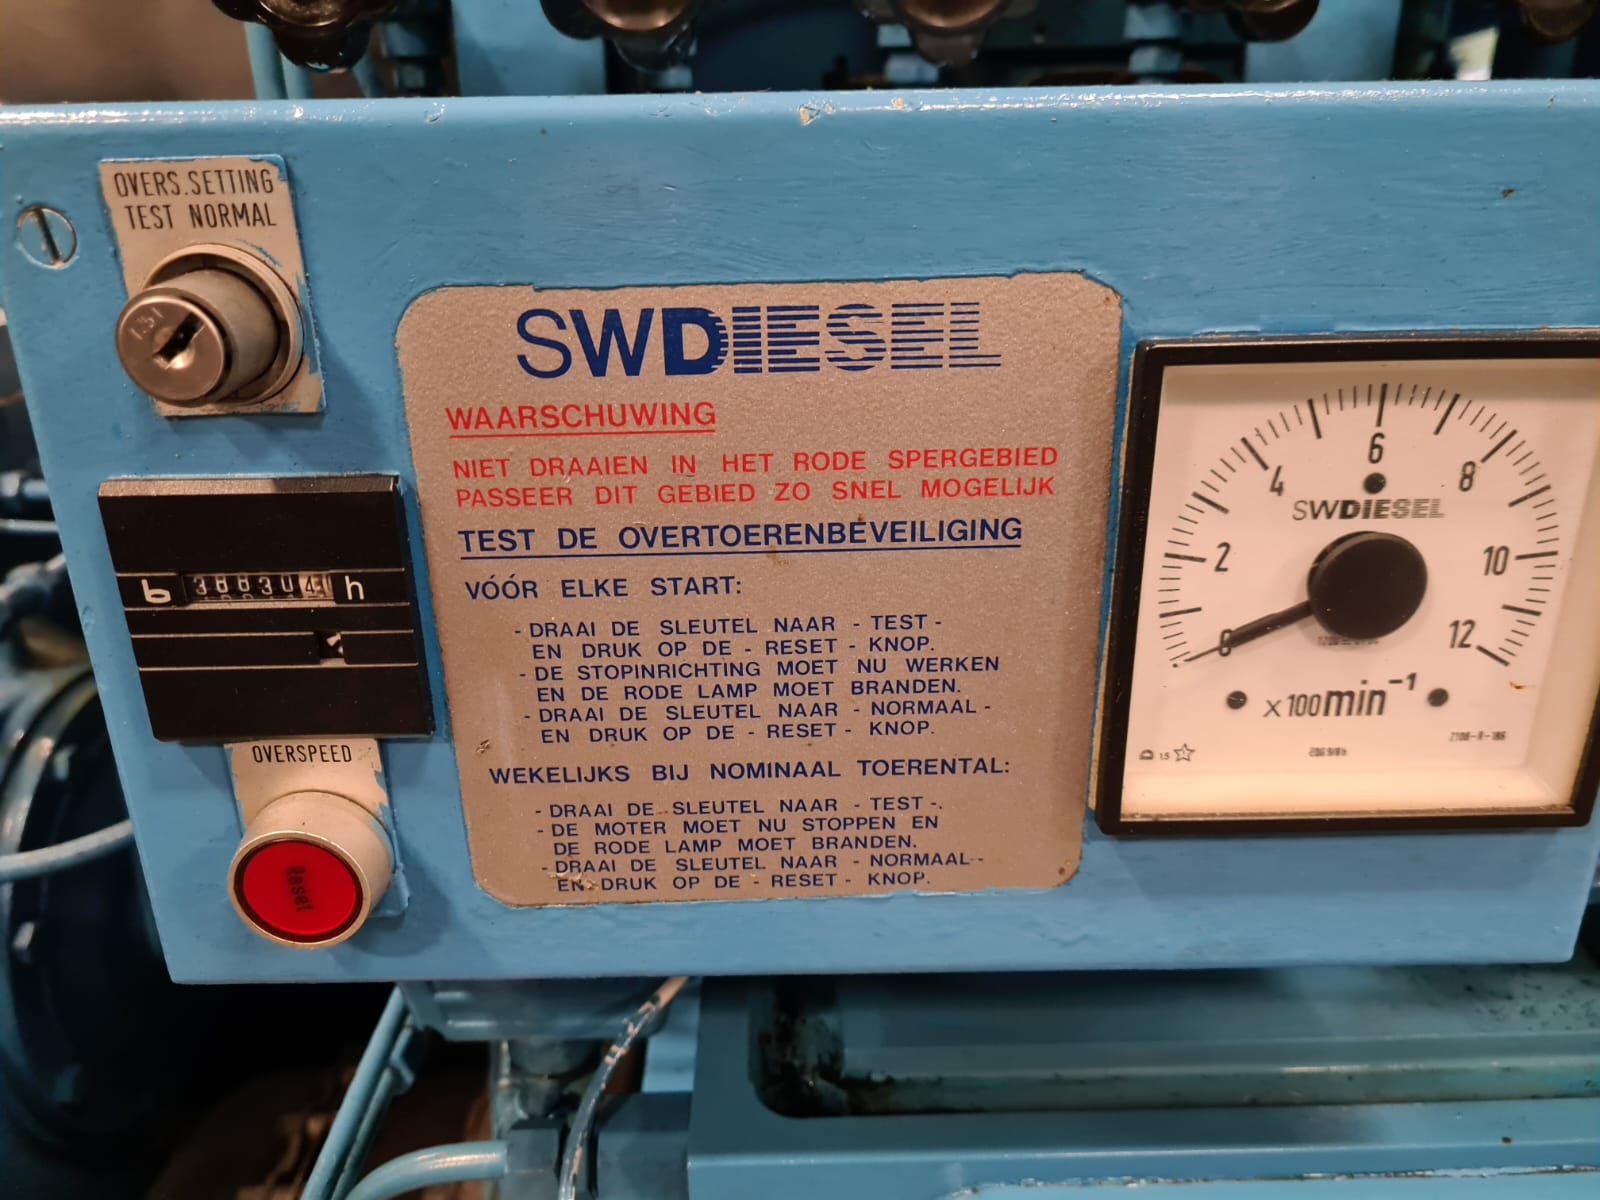 OVERS.SETTING
TEST NORMAL
h
OVERSPEED
Reset
SWDIESEL
WAARSCHUWING
NIET DRAAIEN IN HET RODE SPERGEBIED
PASSEER DIT GEBIED ZO SNEL MOGELIJK
TEST DE OVERTOERENBEVEILIGING
VÓÓR ELKE START:
- DRAAI DE SLEUTEL NAAR - TEST -
EN DRUK OP DE - RESET - KNOP.
- DE STOPINRICHTING MOET NU WERKEN
EN DE RODE LAMP MOET BRANDEN.
- DRAAI DE SLEUTEL NAAR - NORMAAL -
EN DRUK OP DE - RESET - KNOP.
WEKELIJKS BIJ NOMINAAL TOERENTAL:
- DRAAI DE SLEUTEL NAAR - TEST -.
- DE MOTER MOET NU STOPPEN EN
DE RODE LAMP MOET BRANDEN.
- DRAAI DE SLEUTEL NAAR - NORMAAL -
EN DRUK OP DE - RESET - KNOP.
0 2 4 6 8 10 12
SWDIESEL
x100min⁻¹
1.5